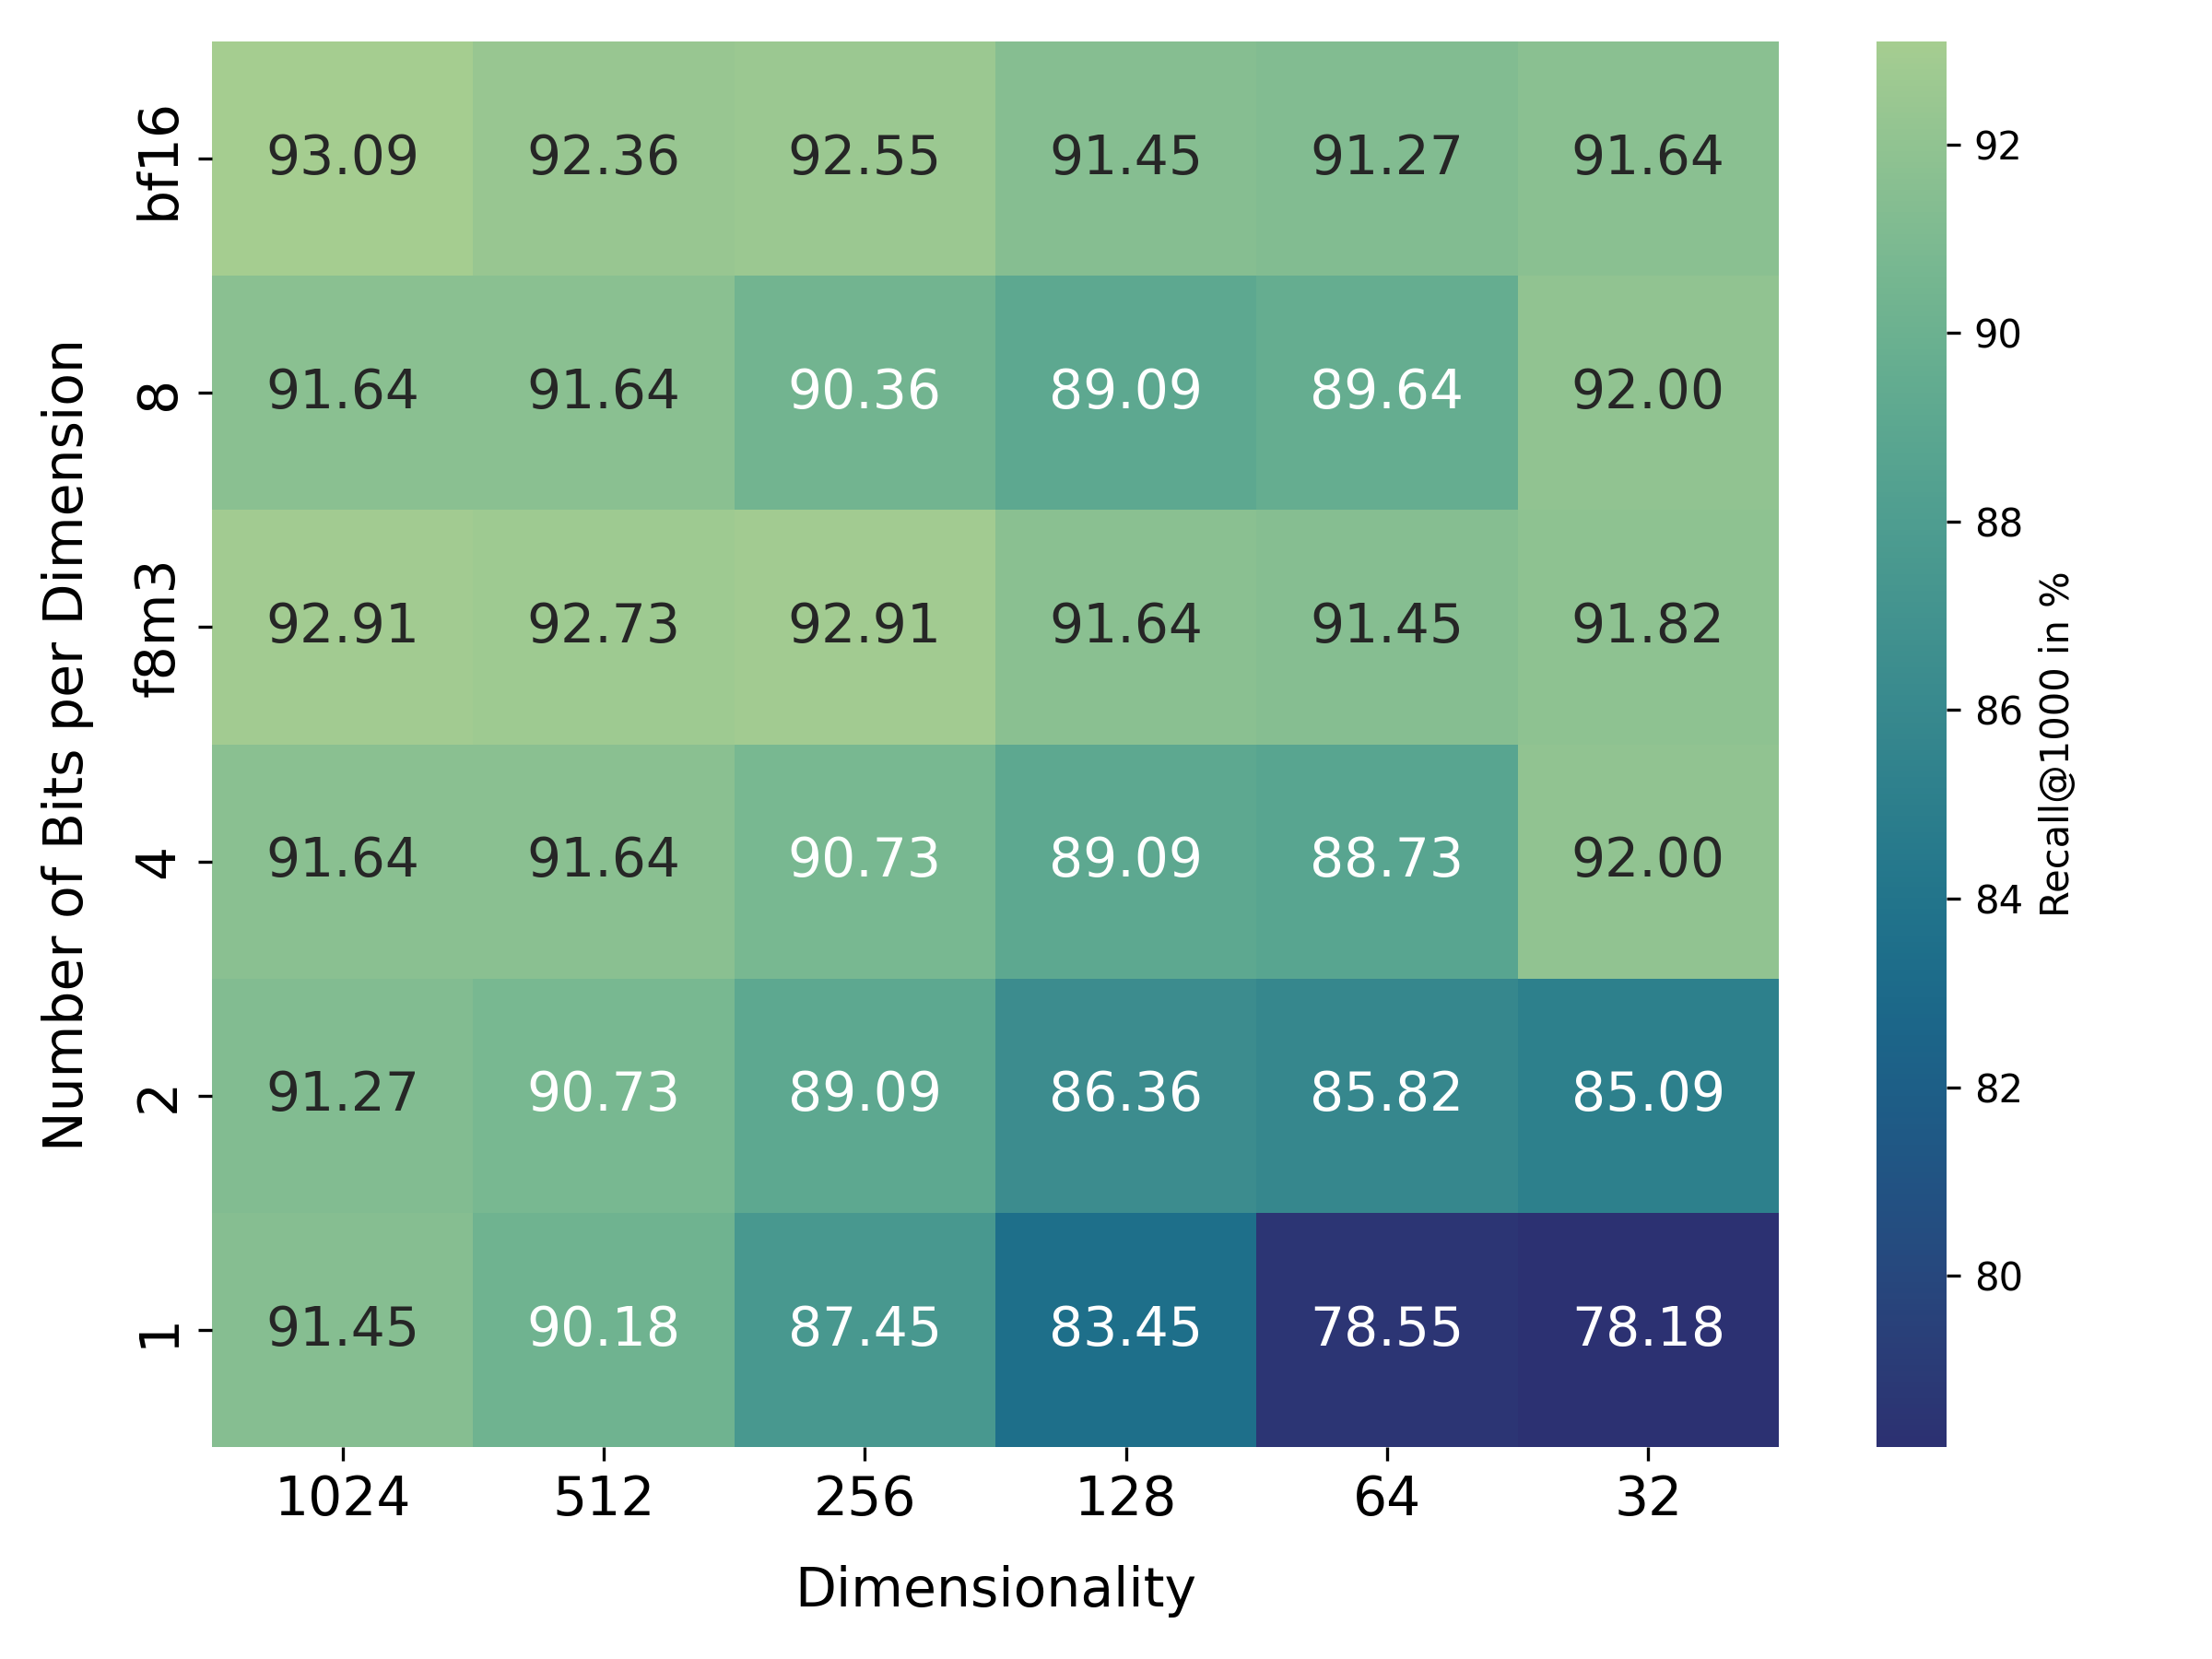 bf16 93.09 92.36 92.55 91.45 91.27 91.64
8 91.64 91.64 90.36 89.09 89.64 92.00
f8m3 92.91 92.73 92.91 91.64 91.45 91.82
4 91.64 91.64 90.73 89.09 88.73 92.00
2 91.27 90.73 89.09 86.36 85.82 85.09
1 91.45 90.18 87.45 83.45 78.55 78.18
1024 512 256 128 64 32
Dimensionality
Number of Bits per Dimension
92
90
88
86
84
82
80
Recall@1000 in %